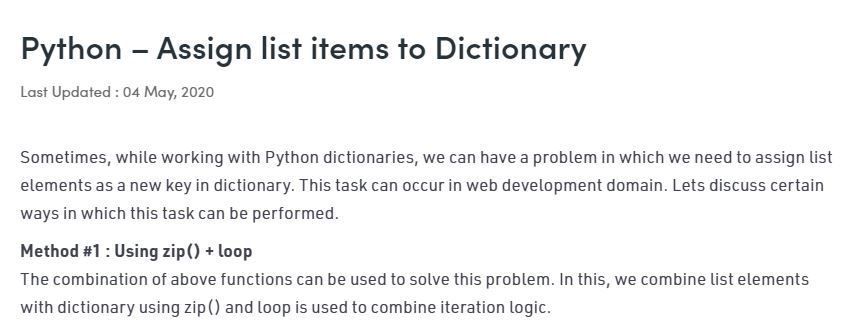 Python – Assign list items to Dictionary
Last Updated : 04 May, 2020
Sometimes, while working with Python dictionaries, we can have a problem in which we need to assign list
elements as a new key in dictionary. This task can occur in web development domain. Lets discuss certain
ways in which this task can be performed.
Method #1 : Using zip() + loop
The combination of above functions can be used to solve this problem. In this, we combine list elements
with dictionary using zip() and loop is used to combine iteration logic.